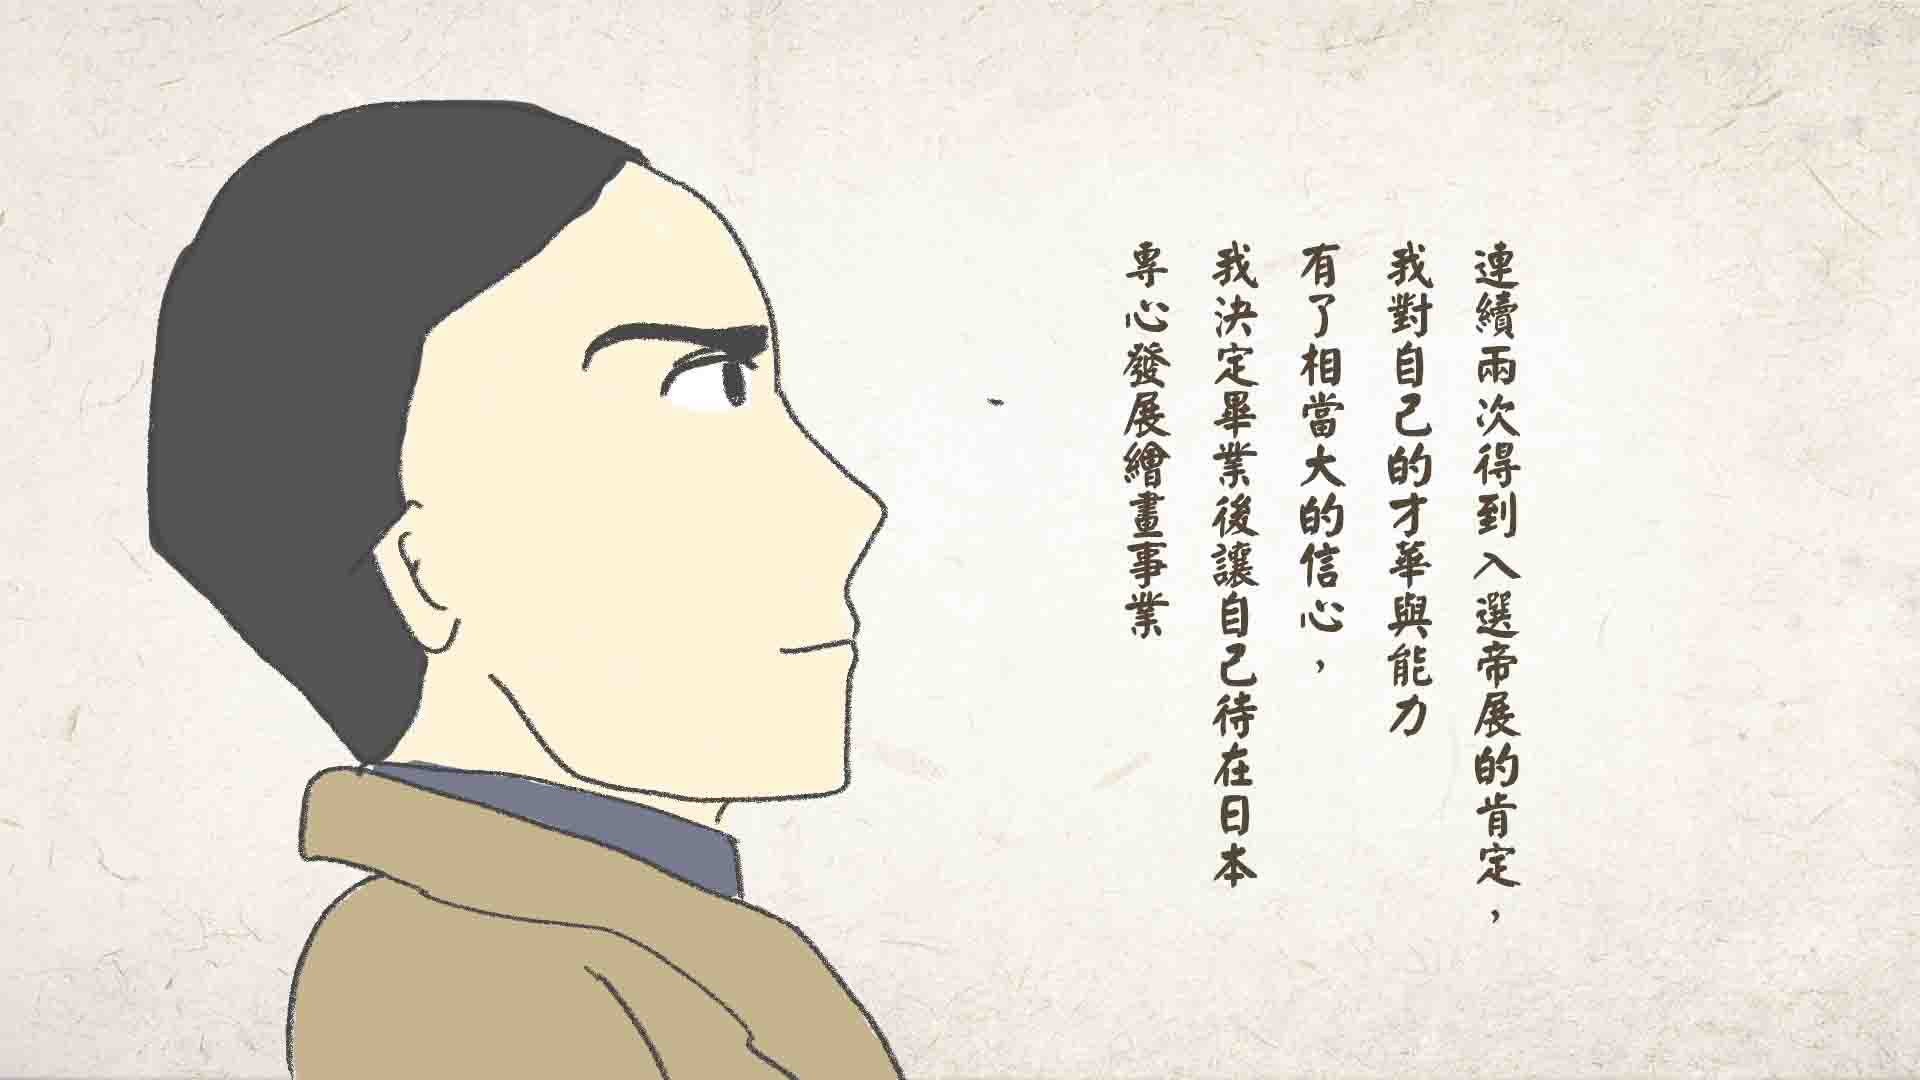 連續兩次得到入選帝展的肯定，
我對自己的才華與能力
有了相當大的信心，
我決定畢業後讓自己待在日本
專心發展繪畫事業